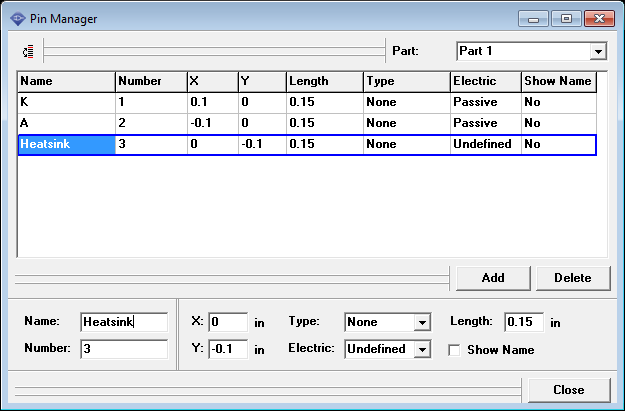 Pin Manager
Part: Part 1
Name Number X Y Length Type Electric Show Name
K 1 0.1 0 0.15 None Passive No
A 2 -0.1 0 0.15 None Passive No
Heatsink 3 0 -0.1 0.15 None Undefined No
Add Delete
Name: Heatsink X: 0 in Type: None Length: 0.15 in
Number: 3 Y: -0.1 in Electric: Undefined Show Name
Close